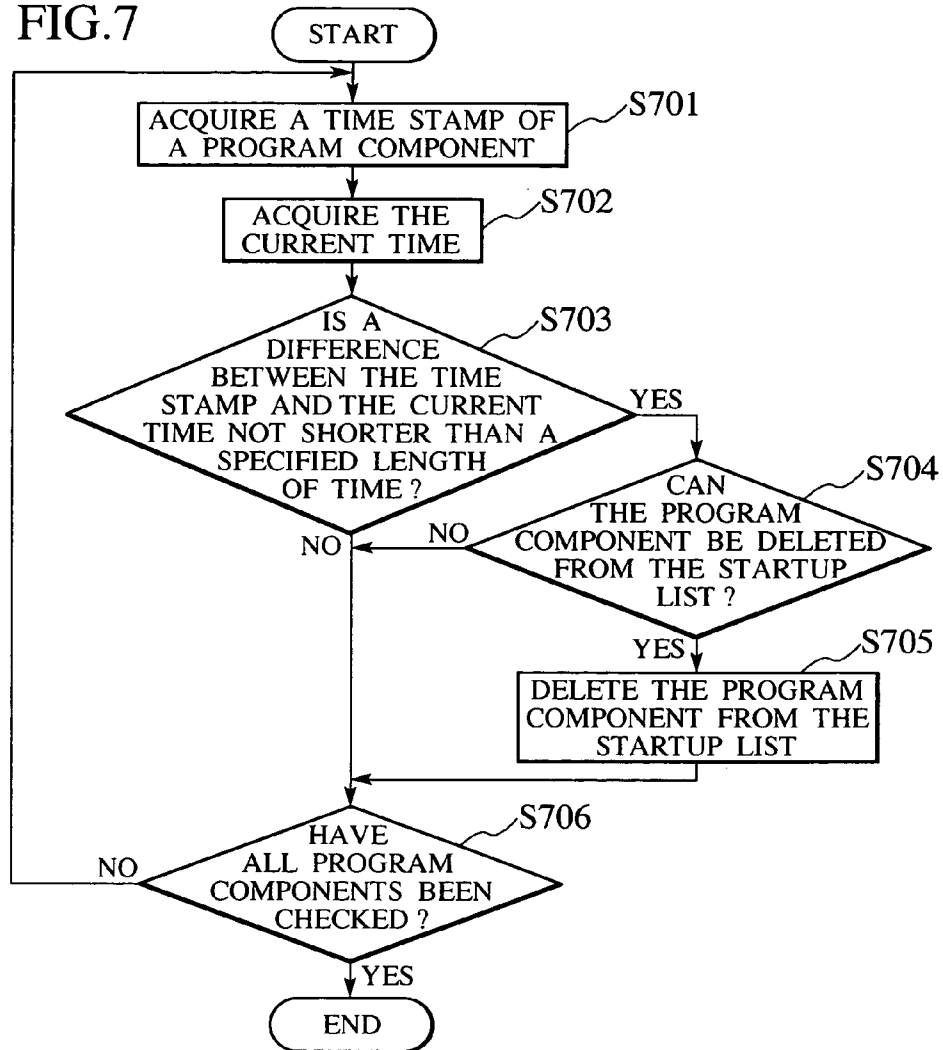 FIG.7
START
ACQUIRE A TIME STAMP OF
A PROGRAM COMPONENT
S701
ACQUIRE THE
CURRENT TIME
S702
IS A
DIFFERENCE
BETWEEN THE TIME
STAMP AND THE CURRENT
TIME NOT SHORTER THAN A
SPECIFIED LENGTH
OF TIME?
S703
YES
NO
CAN
THE PROGRAM
COMPONENT BE DELETED
FROM THE STARTUP
LIST?
S704
NO
YES
DELETE THE PROGRAM
COMPONENT FROM THE
STARTUP LIST
S705
HAVE
ALL PROGRAM
COMPONENTS BEEN
CHECKED?
S706
NO
YES
END